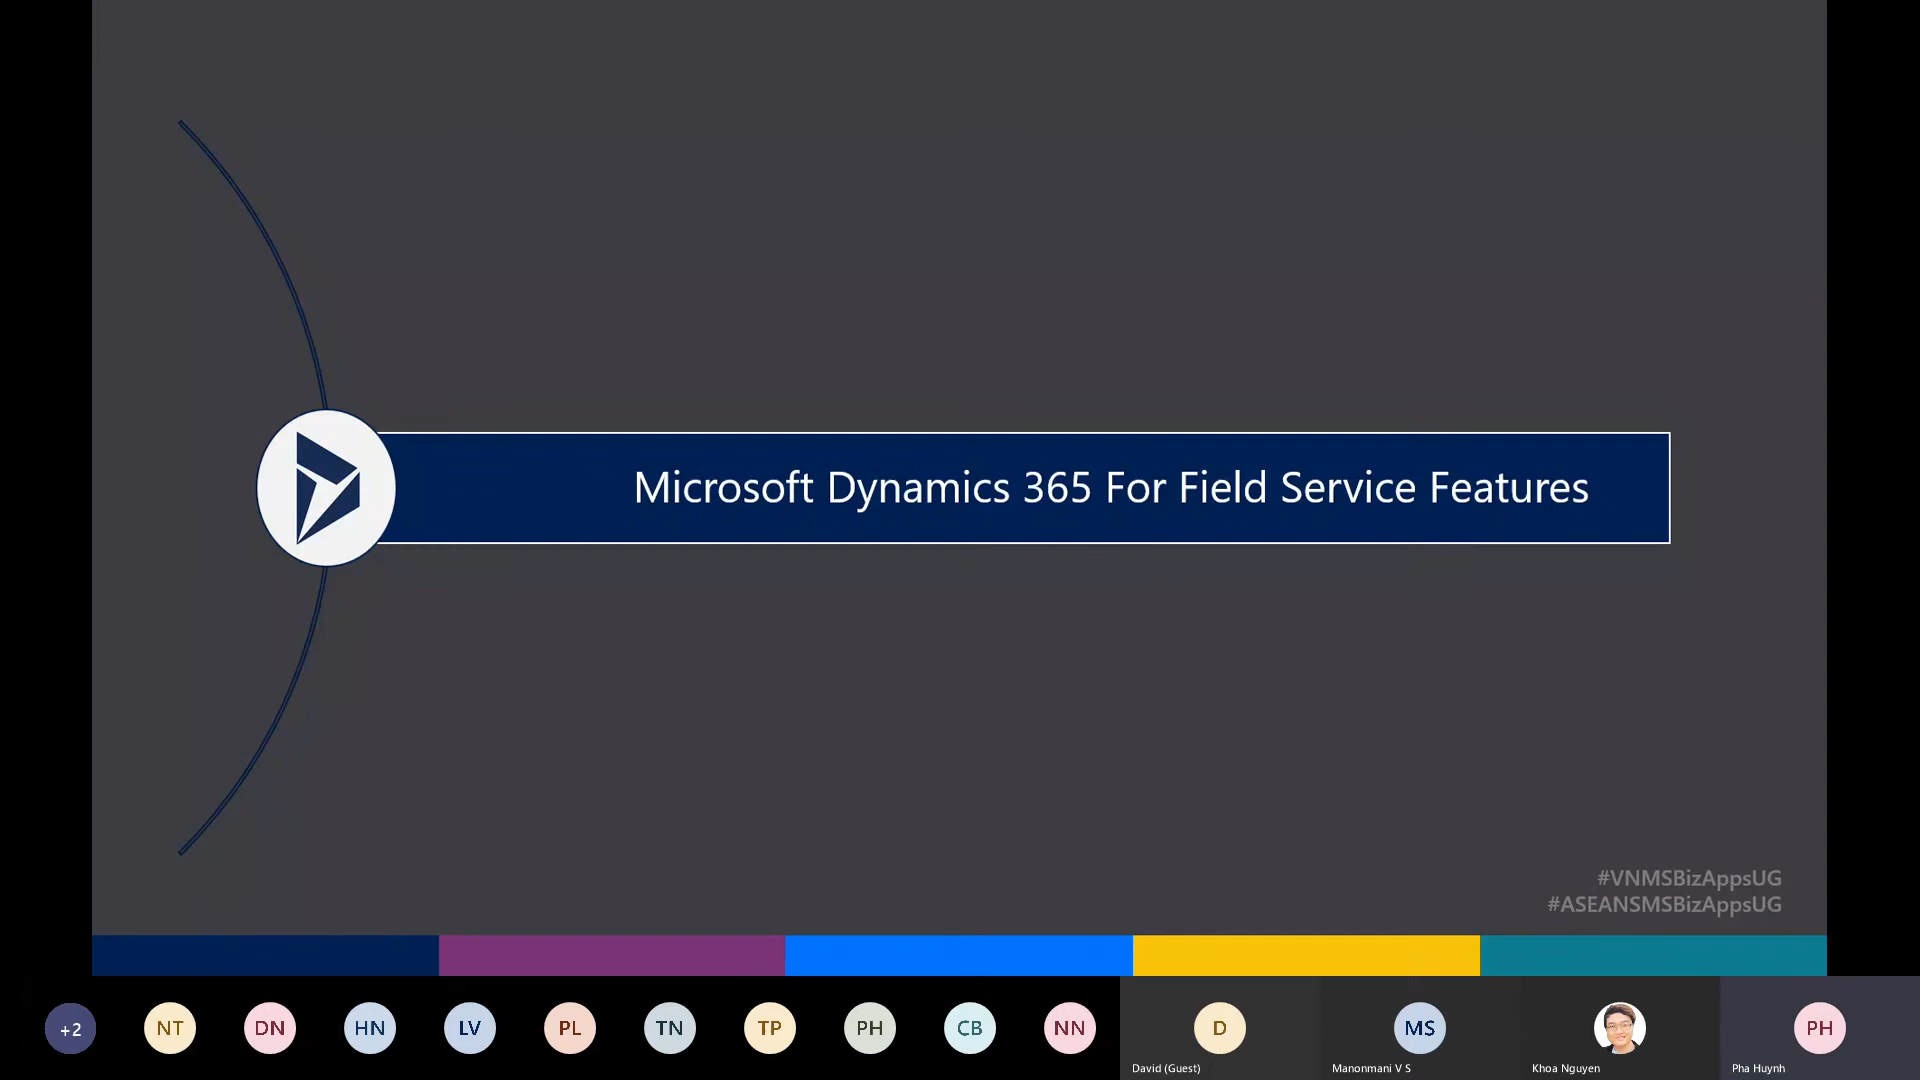 Microsoft Dynamics 365 For Field Service Features
#VNMSBizAppsUG
#ASEANSMSBizAppsUG
+2
NT
DN
HN
LV
PL
TN
TP
PH
CB
NN
D
MS
PH
David (Guest)
Manonmani V S
Khoa Nguyen
Pha Huynh